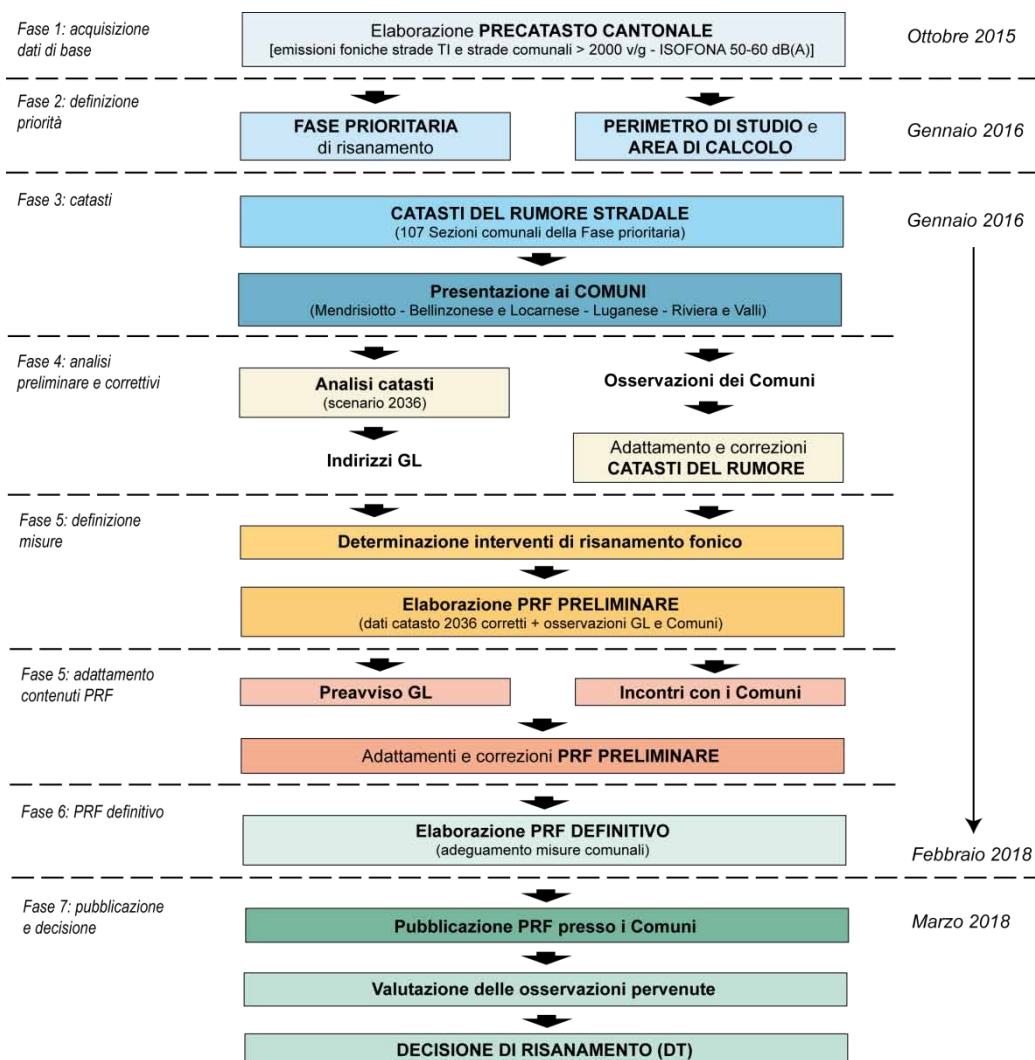 Fase 1: acquisizione
dati di base
Elaborazione PRECATASTO CANTONALE
[emissioni foniche strade TI e strade comunali > 2000 v/g - ISOFONA 50-60 dB(A)]
Ottobre 2015
Fase 2: definizione
priorità
FASE PRIORITARIA
di risanamento
PERIMETRO DI STUDIO e
AREA DI CALCOLO
Gennaio 2016
Fase 3: catasti
CATASTI DEL RUMORE STRADALE
(107 Sezioni comunali della Fase prioritaria)
Gennaio 2016
Presentazione ai COMUNI
(Mendrisiotto - Bellinzonese e Locarnese - Luganese - Riviera e Valli)
Fase 4: analisi
preliminare e correttivi
Analisi catasti
(scenario 2036)
Osservazioni dei Comuni
Indirizzi GL
Adattamento e correzioni
CATASTI DEL RUMORE
Fase 5: definizione
misure
Determinazione interventi di risanamento fonico
Elaborazione PRF PRELIMINARE
(dati catasto 2036 corretti + osservazioni GL e Comuni)
Fase 5: adattamento
contenuti PRF
Preavviso GL
Incontri con i Comuni
Adattamenti e correzioni PRF PRELIMINARE
Fase 6: PRF definitivo
Elaborazione PRF DEFINITIVO
(adeguamento misure comunali)
Febbraio 2018
Fase 7: pubblicazione
e decisione
Pubblicazione PRF presso i Comuni
Marzo 2018
Valutazione delle osservazioni pervenute
DECISIONE DI RISANAMENTO (DT)